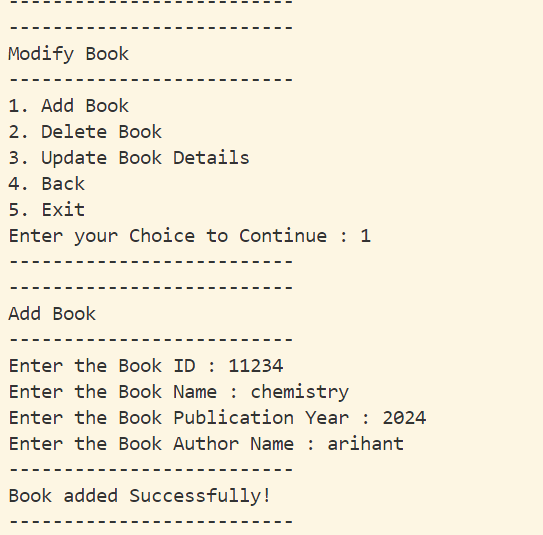 --------------------------
--------------------------
Modify Book
--------------------------
1. Add Book
2. Delete Book
3. Update Book Details
4. Back
5. Exit
Enter your Choice to Continue : 1
--------------------------
--------------------------
Add Book
--------------------------
Enter the Book ID : 11234
Enter the Book Name : chemistry
Enter the Book Publication Year : 2024
Enter the Book Author Name : arihant
--------------------------
Book added Successfully!
--------------------------